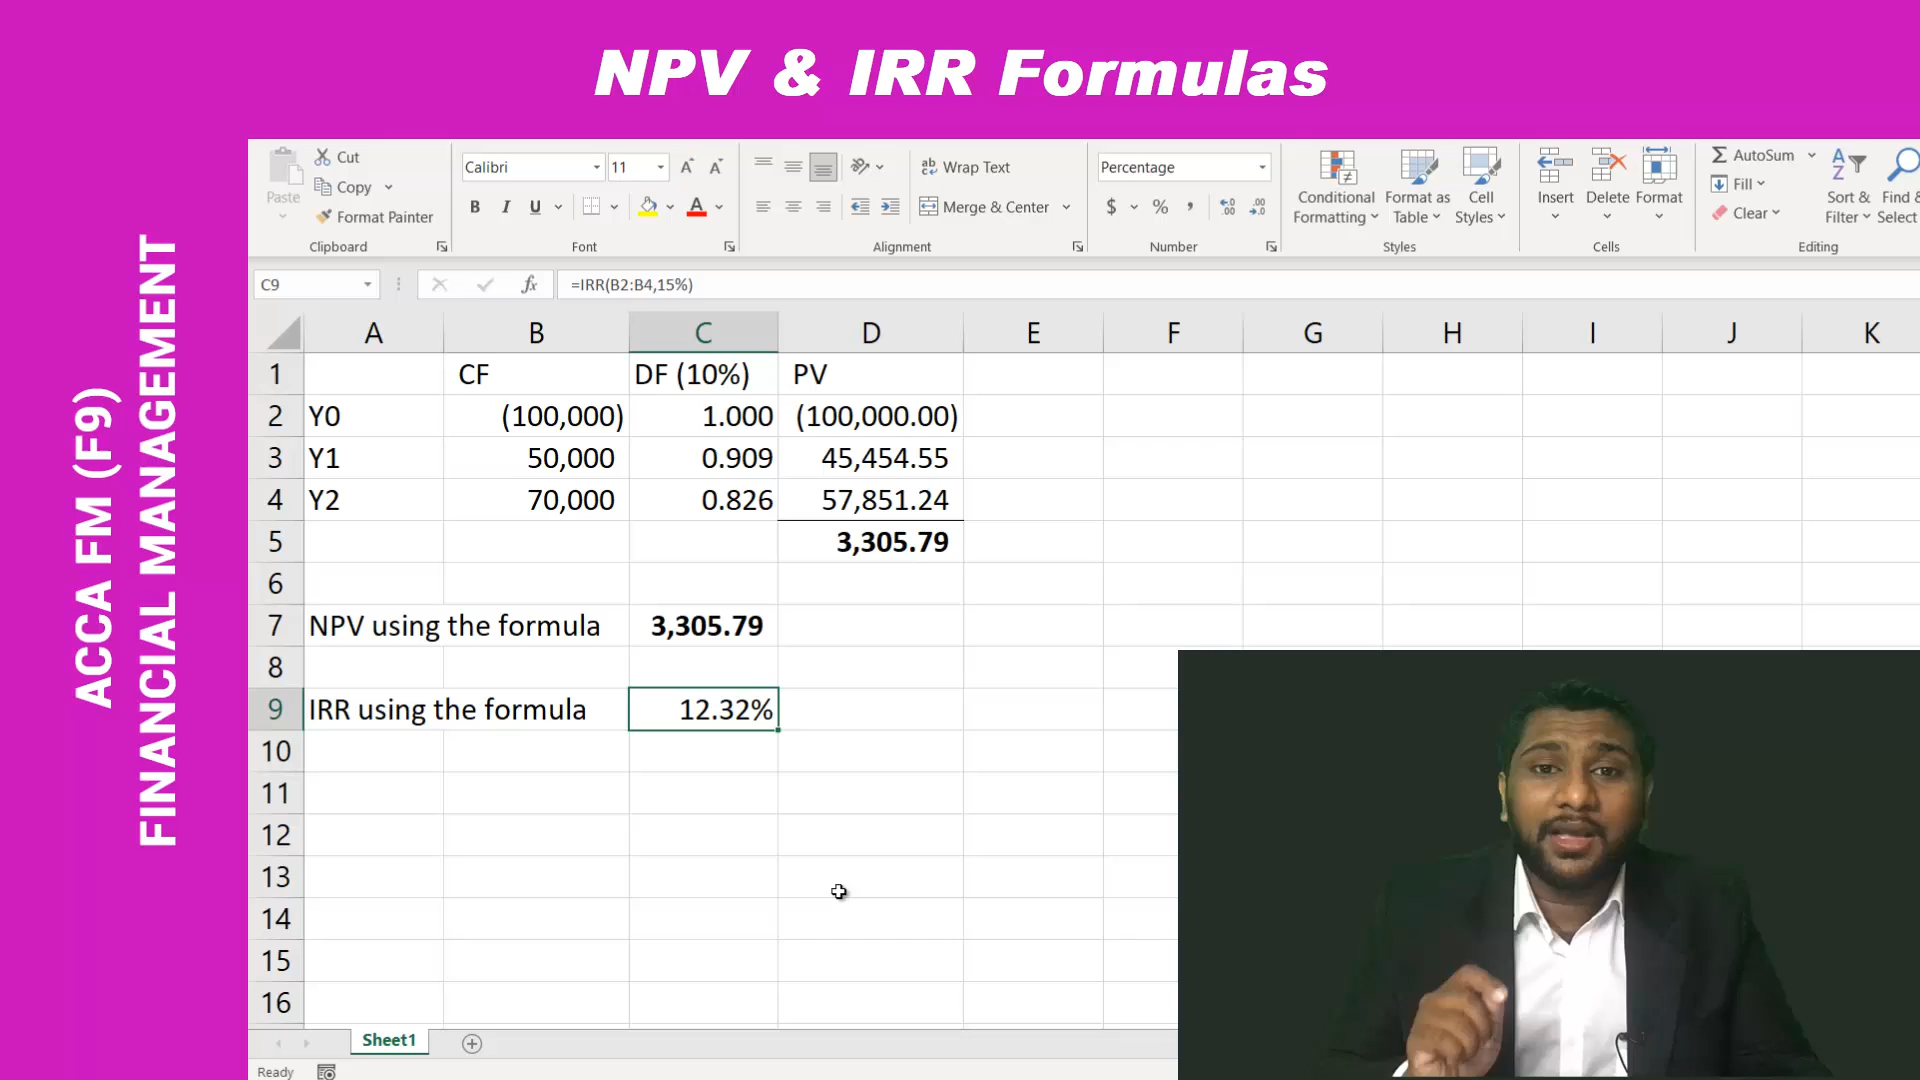 NPV & IRR Formulas
ACCA FM (F9)
FINANCIAL MANAGEMENT
Paste
Cut
Copy
Format Painter
Clipboard
Calibri
11
B I U
Font
Wrap Text
Merge & Center
Alignment
Percentage
$ % ,
Number
Conditional Formatting
Format as Table
Cell Styles
Styles
Insert
Delete
Format
Cells
AutoSum
Fill
Clear
Sort & Filter
Find & Select
Editing
C9
fx
=IRR(B2:B4,15%)
A B C D E F G H I J K
1 CF DF (10%) PV
2 Y0 (100,000) 1.000 (100,000.00)
3 Y1 50,000 0.909 45,454.55
4 Y2 70,000 0.826 57,851.24
5 3,305.79
6
7 NPV using the formula 3,305.79
8
9 IRR using the formula 12.32%
10
11
12
13
14
15
16
Sheet1
Ready